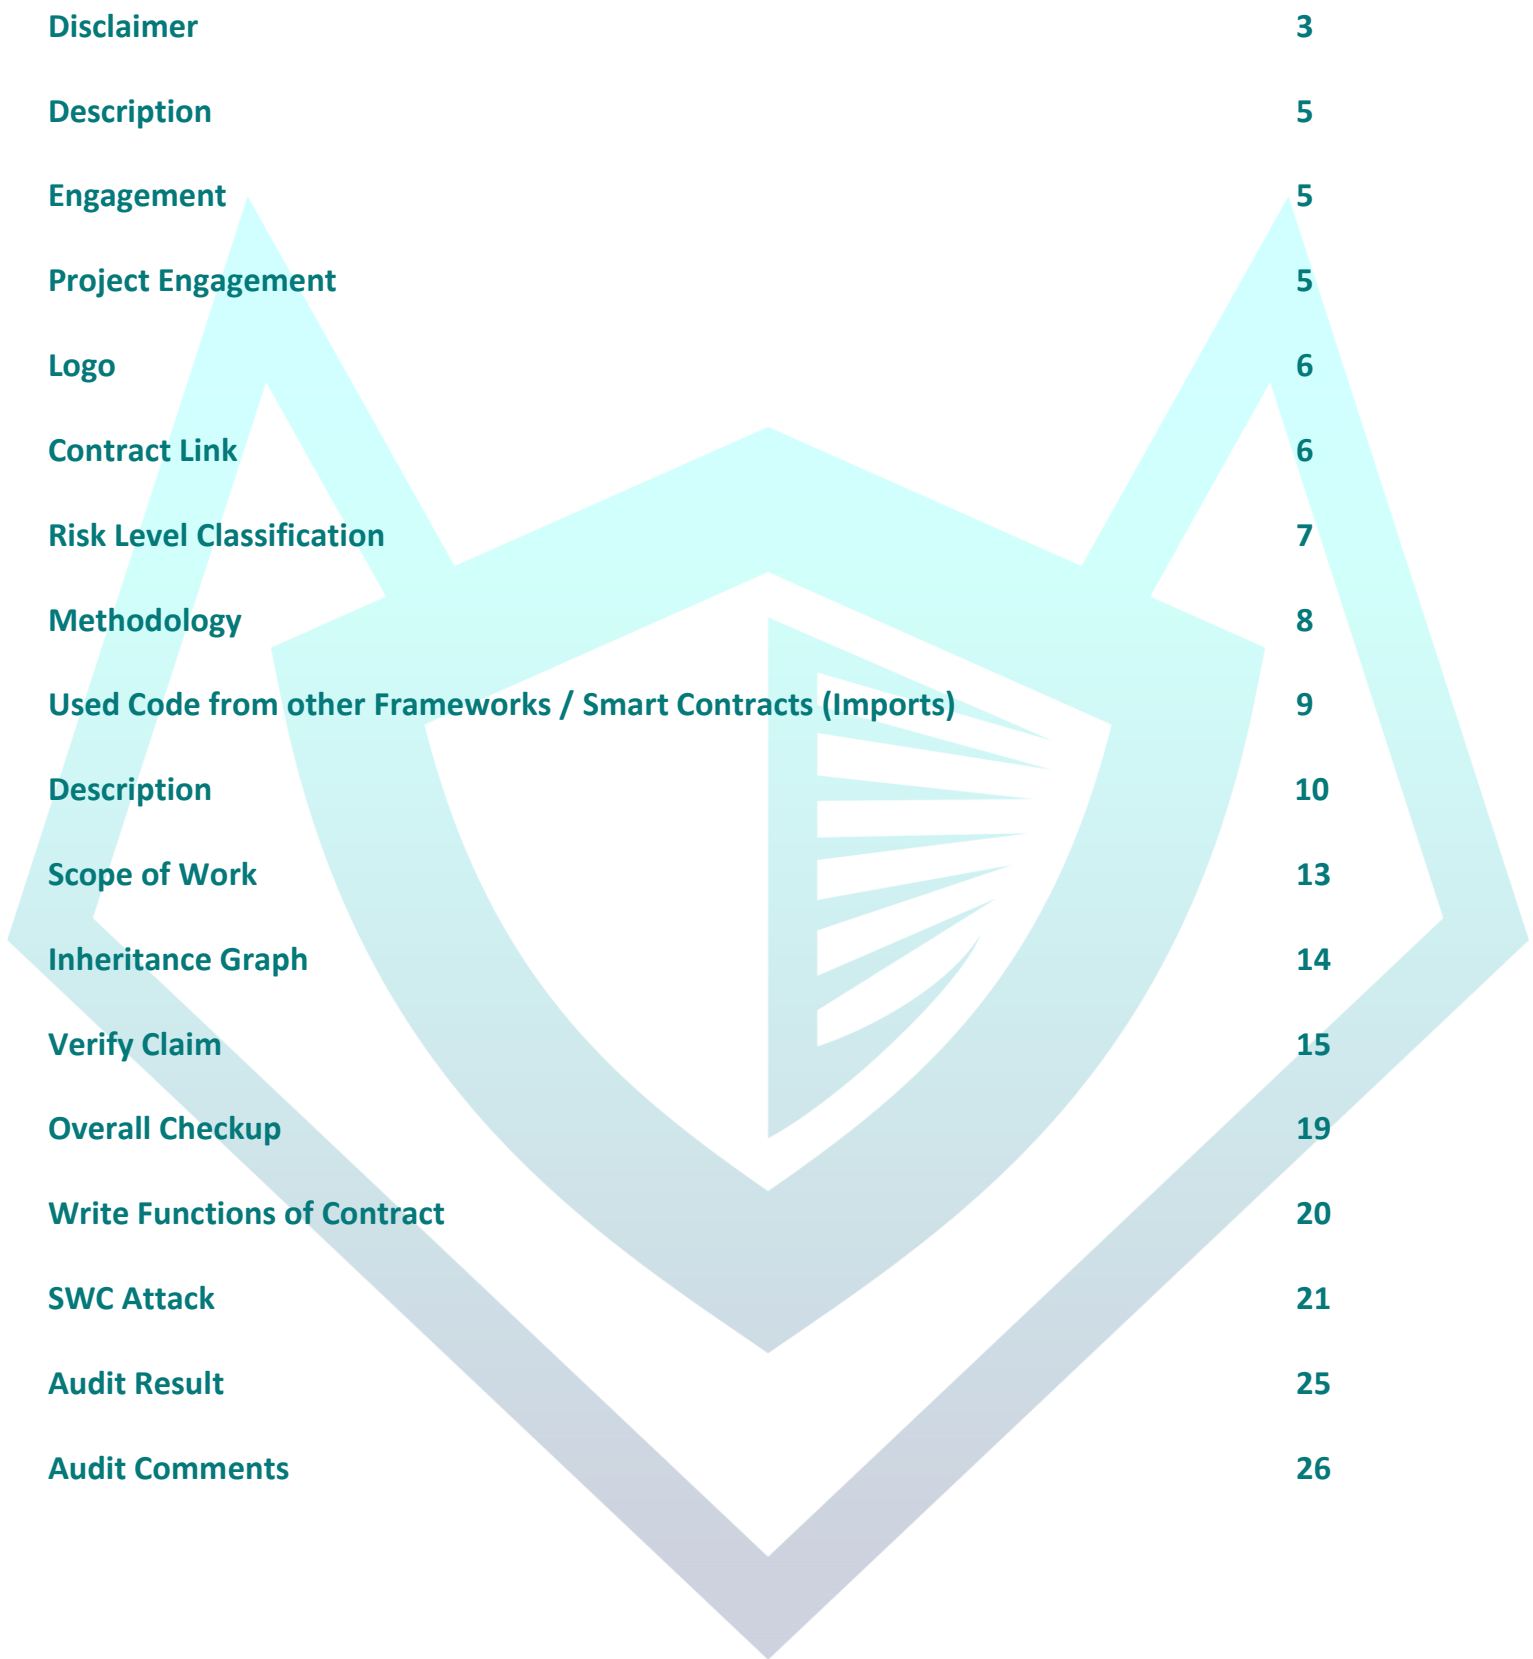 Disclaimer 3
Description 5
Engagement 5
Project Engagement 5
Logo 6
Contract Link 6
Risk Level Classification 7
Methodology 8
Used Code from other Frameworks / Smart Contracts (Imports) 9
Description 10
Scope of Work 13
Inheritance Graph 14
Verify Claim 15
Overall Checkup 19
Write Functions of Contract 20
SWC Attack 21
Audit Result 25
Audit Comments 26